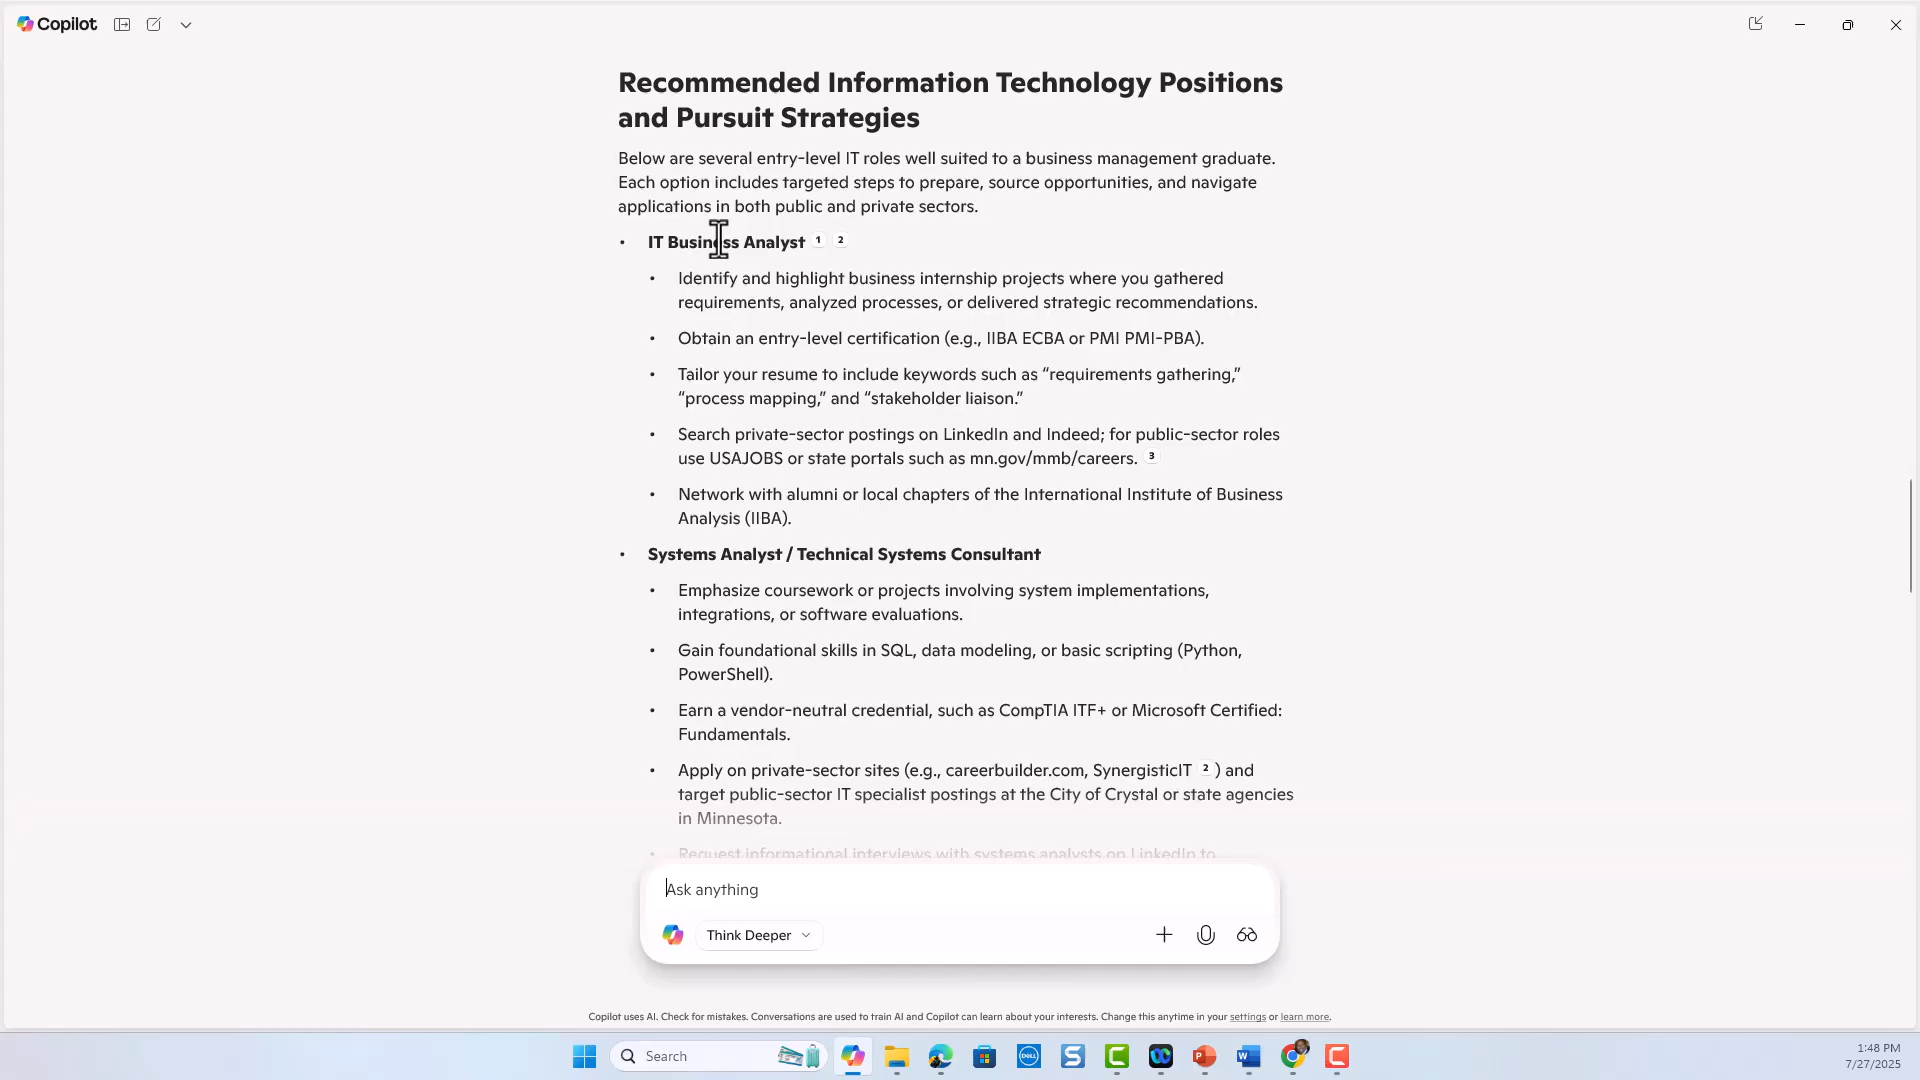 Copilot
Recommended Information Technology Positions
and Pursuit Strategies
Below are several entry-level IT roles well suited to a business management graduate.
Each option includes targeted steps to prepare, source opportunities, and navigate
applications in both public and private sectors.
• IT Business Analyst 1 2
• Identify and highlight business internship projects where you gathered
requirements, analyzed processes, or delivered strategic recommendations.
• Obtain an entry-level certification (e.g., IIBA ECBA or PMI PMI-PBA).
• Tailor your resume to include keywords such as “requirements gathering,”
“process mapping,” and “stakeholder liaison.”
• Search private-sector postings on LinkedIn and Indeed; for public-sector roles
use USAJOBS or state portals such as mn.gov/mmb/careers. 3
• Network with alumni or local chapters of the International Institute of Business
Analysis (IIBA).
• Systems Analyst / Technical Systems Consultant
• Emphasize coursework or projects involving system implementations,
integrations, or software evaluations.
• Gain foundational skills in SQL, data modeling, or basic scripting (Python,
PowerShell).
• Earn a vendor-neutral credential, such as CompTIA ITF+ or Microsoft Certified:
Fundamentals.
• Apply on private-sector sites (e.g., careerbuilder.com, SynergisticIT 2 ) and
target public-sector IT specialist postings at the City of Crystal or state agencies
in Minnesota.
• Request informational interviews with systems analysts on LinkedIn to
Ask anything
Think Deeper
Copilot uses AI. Check for mistakes. Conversations are used to train AI and Copilot can learn about your interests. Change this anytime in your settings or learn more.
Search
DELL
S
C
P
W
C
1:48 PM
7/27/2025